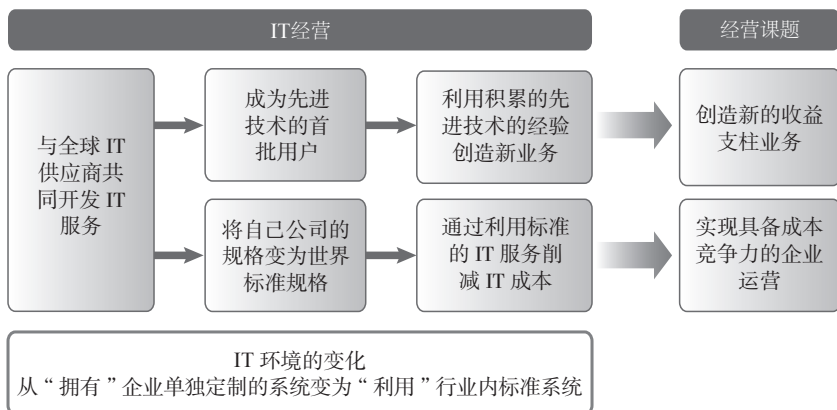 IT经营
经营课题
与全球 IT
供应商共
同开发 IT
服务
成为先进
技术的首
批用户
利用积累的先
进技术的经验
创造新业务
创造新的收益
支柱业务
将自己公司的
规格变为世界
标准规格
通过利用标准
的 IT 服务削
减 IT 成本
实现具备成本
竞争力的企业
运营
IT 环境的变化
从“拥有”企业单独定制的系统变为“利用”行业内标准系统